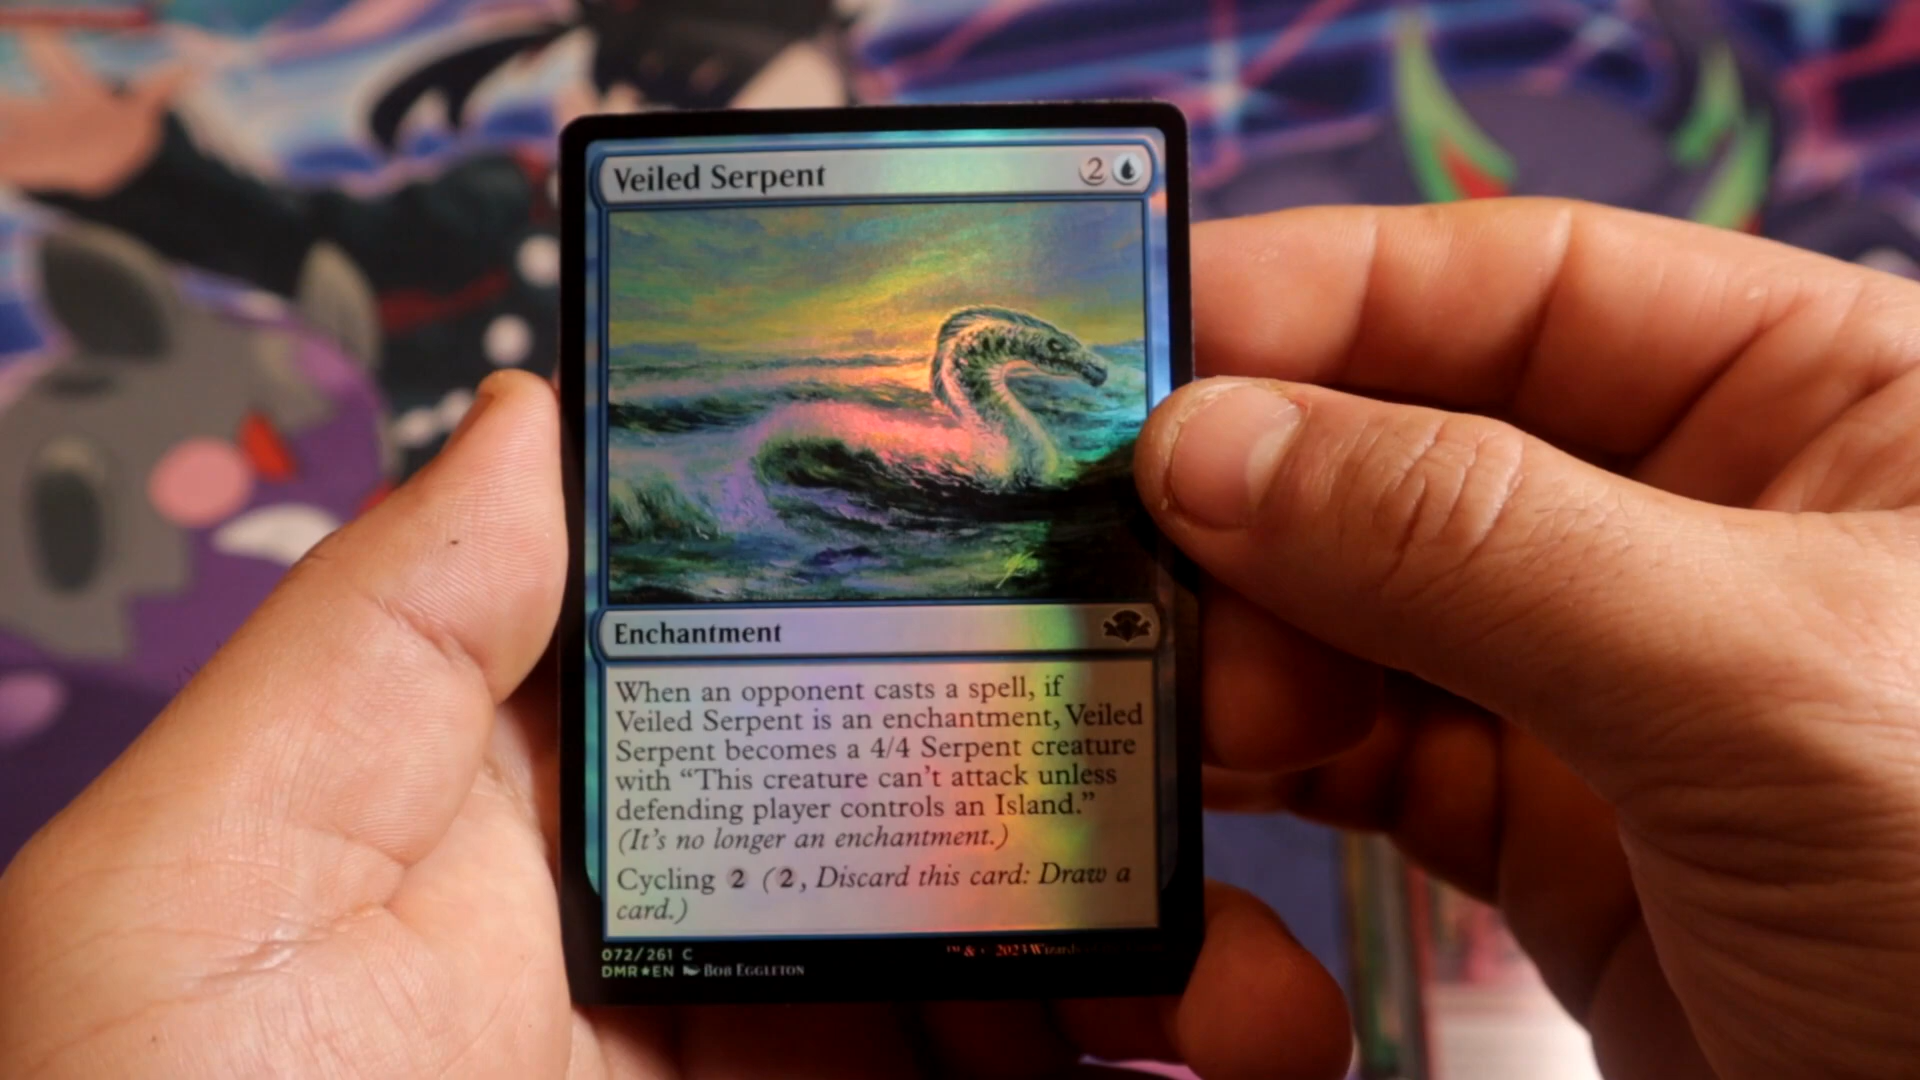 Veiled Serpent 2
Enchantment
When an opponent casts a spell, if
Veiled Serpent is an enchantment, Veiled
Serpent becomes a 4/4 Serpent creature
with “This creature can’t attack unless
defending player controls an Island.”
(It’s no longer an enchantment.)
Cycling 2 (2, Discard this card: Draw a
card.)
072/261 C
™ & © 2023 Wizards
DMR★EN Bob Eggleton